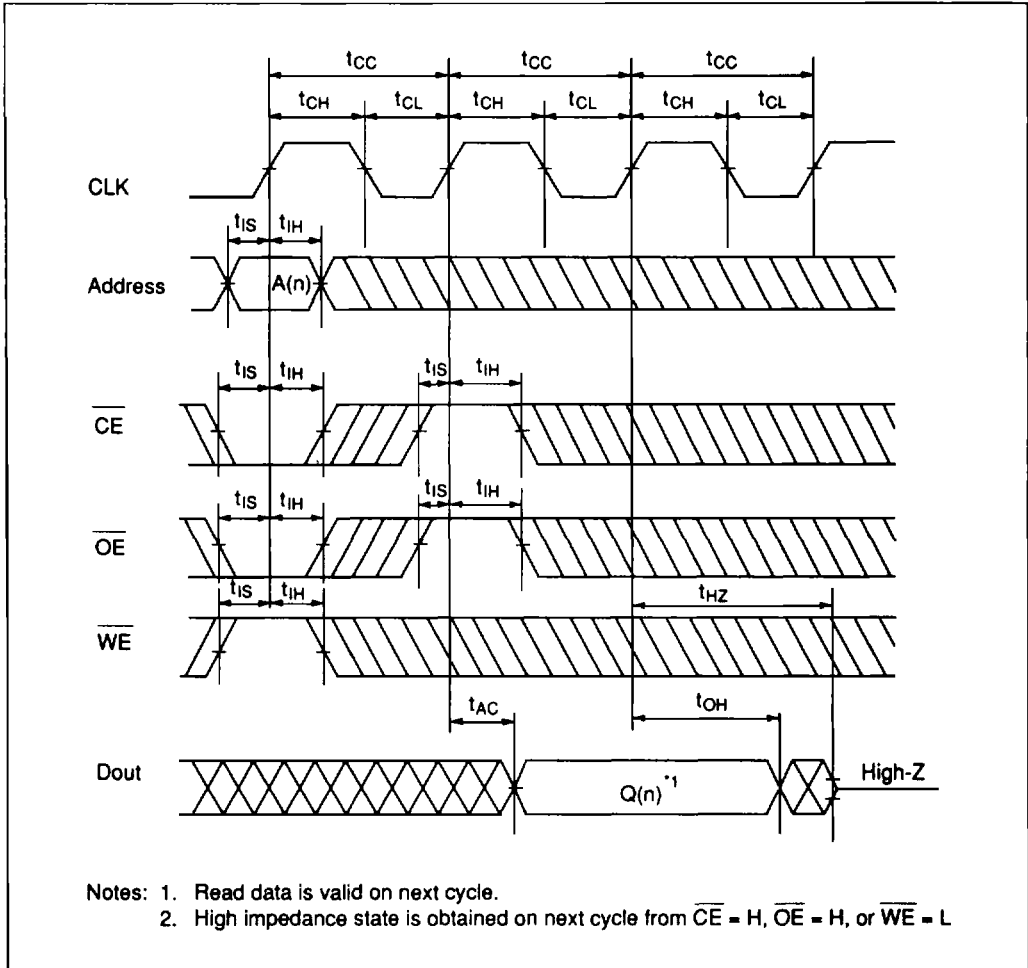 tCC tCC tCC
tCH tCL tCH tCL tCH tCL
CLK
tIS tIH
Address A(n)
tIS tIH tIS tIH
CE
tIS tIH tIS tIH
OE
tIS tIH tHZ
WE
tAC tOH
Dout Q(n)*1 High-Z
Notes: 1. Read data is valid on next cycle.
2. High impedance state is obtained on next cycle from CE = H, OE = H, or WE = L